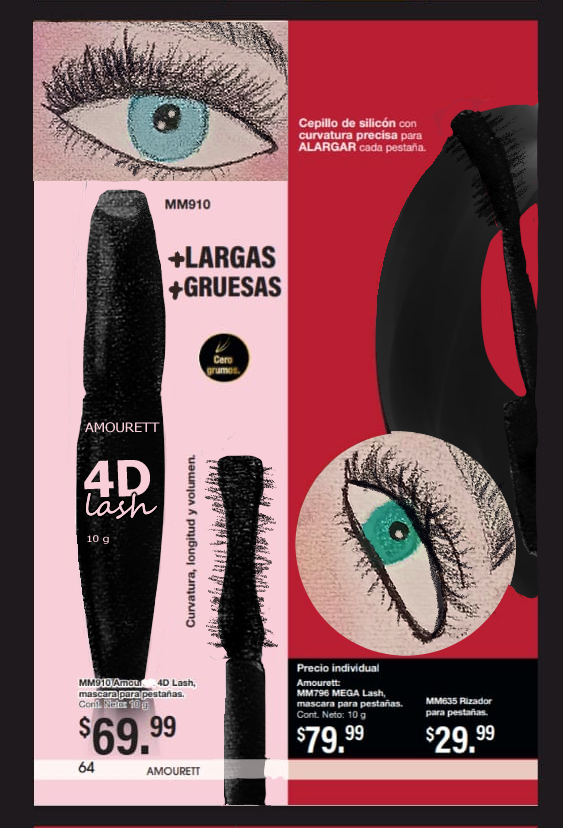 MM910
+LARGAS
+GRUESAS
Cero
grumos.
AMOURETT
4D
lash
10 g
Curvatura, longitud y volumen.
MM910 4D Lash,
mascara para pestañas.
Cont. Neto: 10 g
$69.99
64
AMOURETT
Cepillo de silicón con
curvatura precisa para
ALARGAR cada pestaña.
Precio individual
Amourett:
MM796 MEGA Lash,
mascara para pestañas.
Cont. Neto: 10 g
$79.99
MM635 Rizador
para pestañas.
$29.99